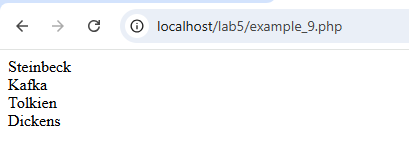 localhost/lab5/example_9.php
Steinbeck
Kafka
Tolkien
Dickens